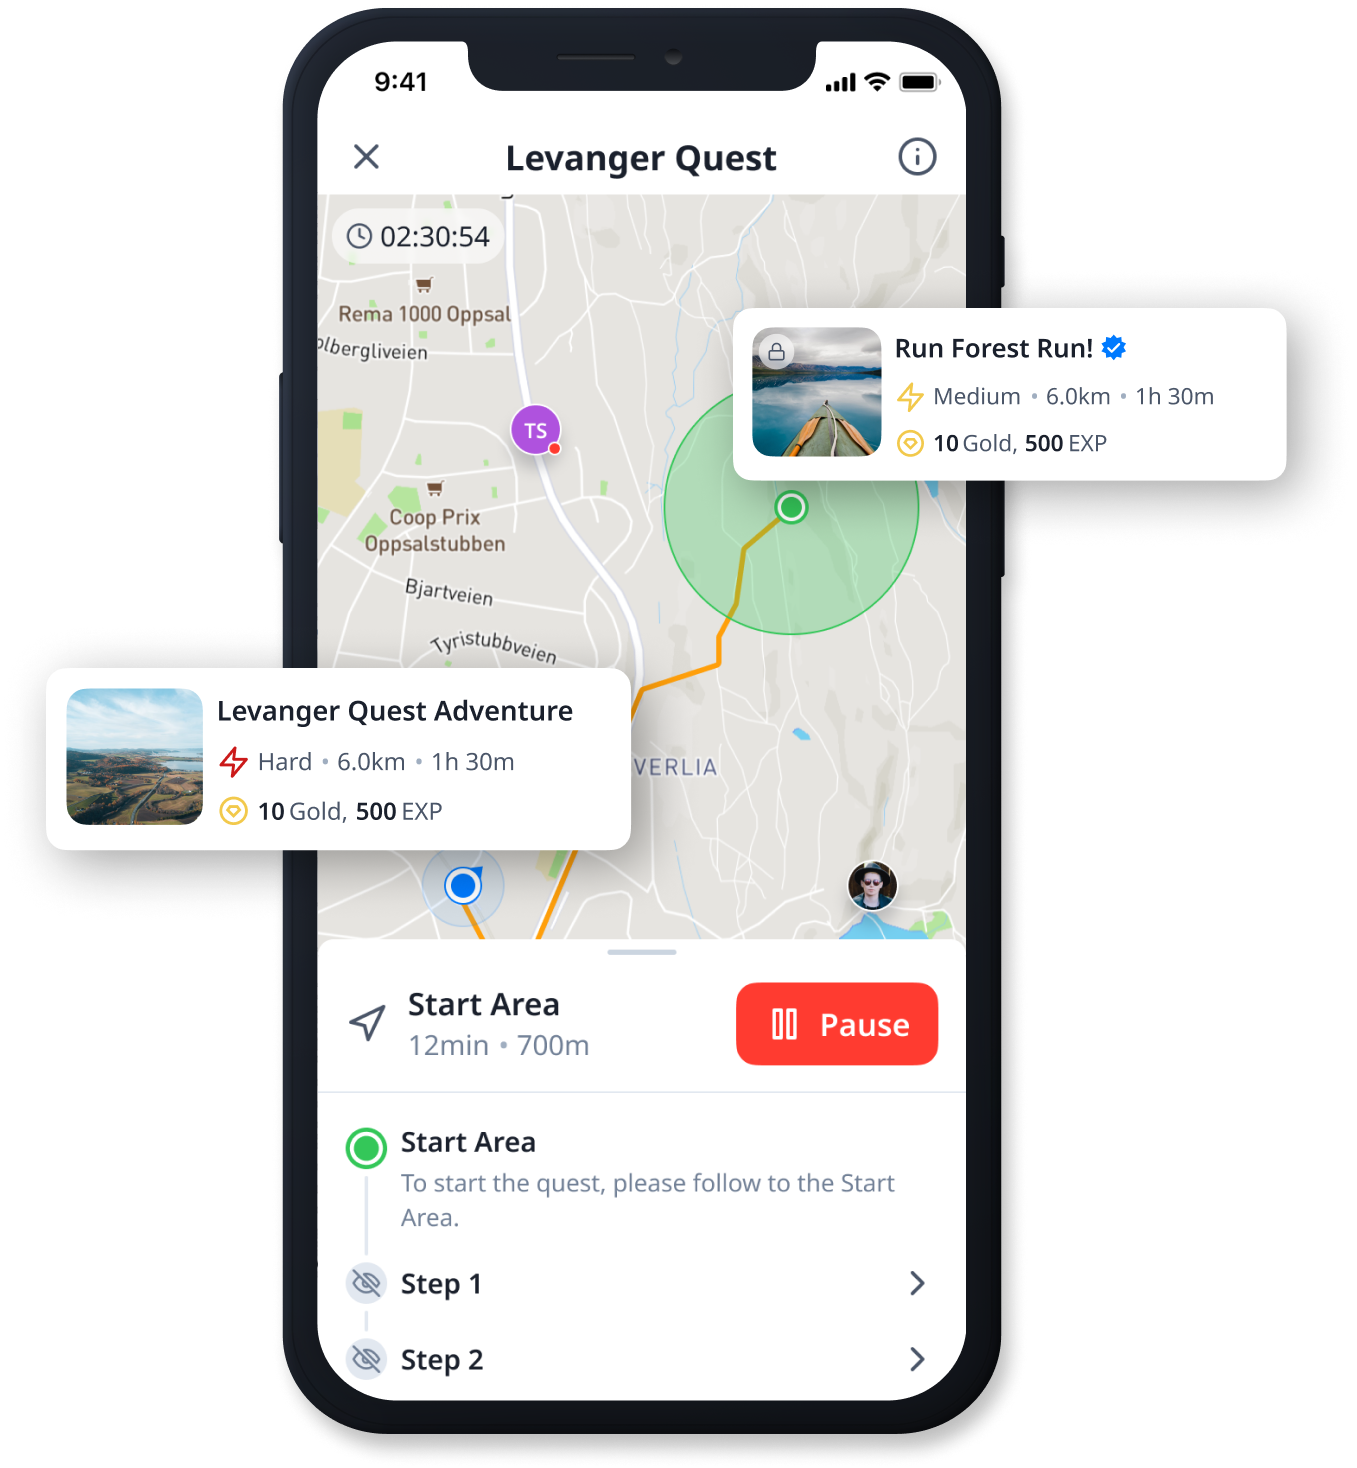 9:41
Levanger Quest
02:30:54
Rema 1000 Oppsal
olbergliveien
TS
Run Forest Run!
Medium • 6.0km • 1h 30m
10 Gold, 500 EXP
Coop Prix
Oppsalstubben
Bjartveien
Tyristubbveien
Levanger Quest Adventure
Hard • 6.0km • 1h 30m
10 Gold, 500 EXP
VERLIA
Start Area
12min • 700m
Pause
Start Area
To start the quest, please follow to the Start
Area.
Step 1
Step 2